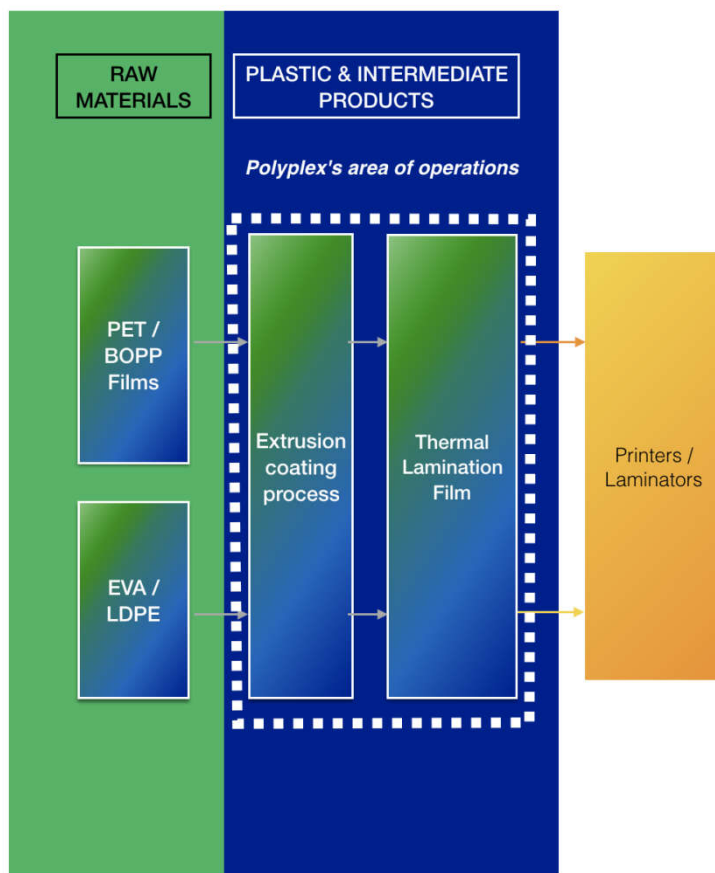 RAW
MATERIALS
PLASTIC & INTERMEDIATE
PRODUCTS
Polyplex's area of operations
PET /
BOPP
Films
EVA /
LDPE
Extrusion
coating
process
Thermal
Lamination
Film
Printers /
Laminators